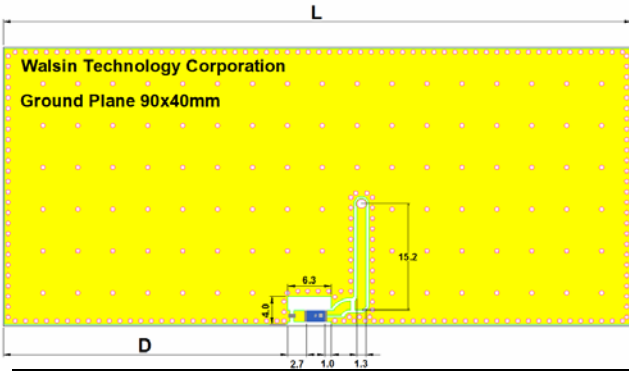 L
Walsin Technology Corporation
Ground Plane 90x40mm
15.2
6.3
4.0
D
2.7
1.0
1.3